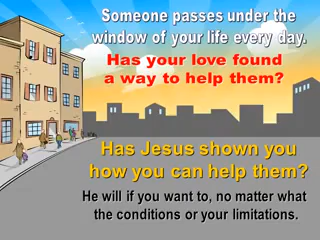 Someone passes under the
window of your life every day.
Has your love found
a way to help them?
Has Jesus shown you
how you can help them?
He will if you want to, no matter what
the conditions or your limitations.